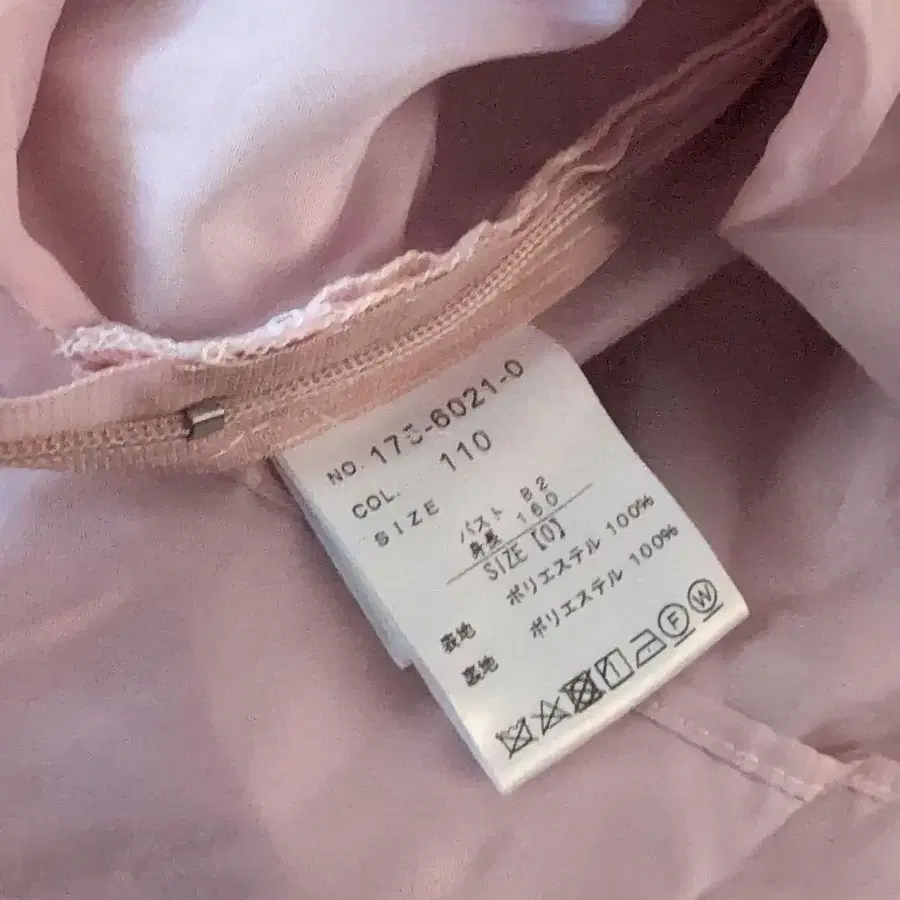 NO. 175-6021-0
COL. 110
SIZE
バスト 82
身長 160
SIZE【0】
表地 ポリエステル 100%
裏地 ポリエステル 100%
F W